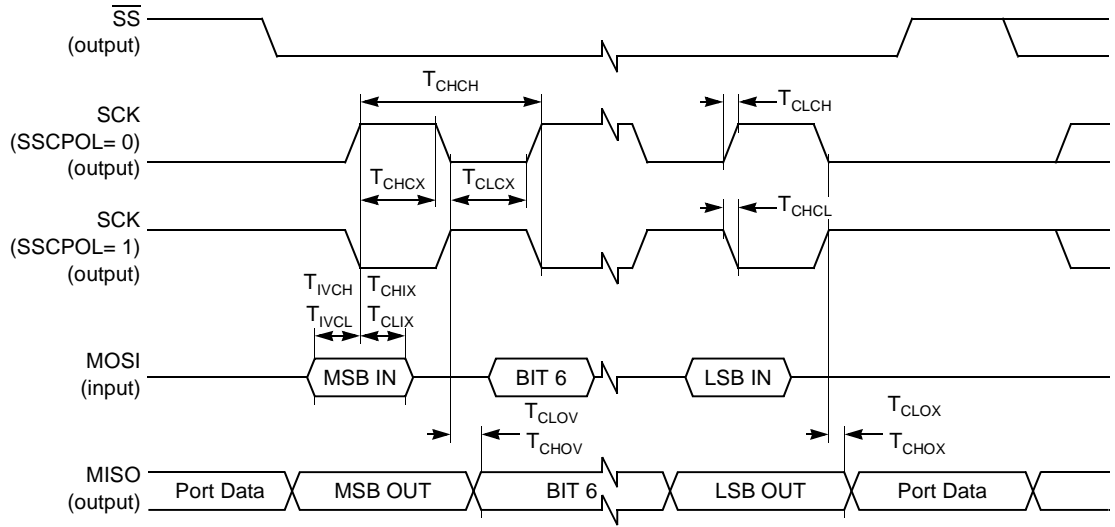 SS
(output)
T_CHCH
T_CLCH
SCK
(SSCPOL= 0)
(output)
T_CHCX
T_CLCX
T_CHCL
SCK
(SSCPOL= 1)
(output)
T_IVCH
T_CHIX
T_IVCL
T_CLIX
MOSI
(input)
MSB IN
BIT 6
LSB IN
T_CLOV
T_CHOV
T_CLOX
T_CHOX
MISO
(output)
Port Data
MSB OUT
BIT 6
LSB OUT
Port Data